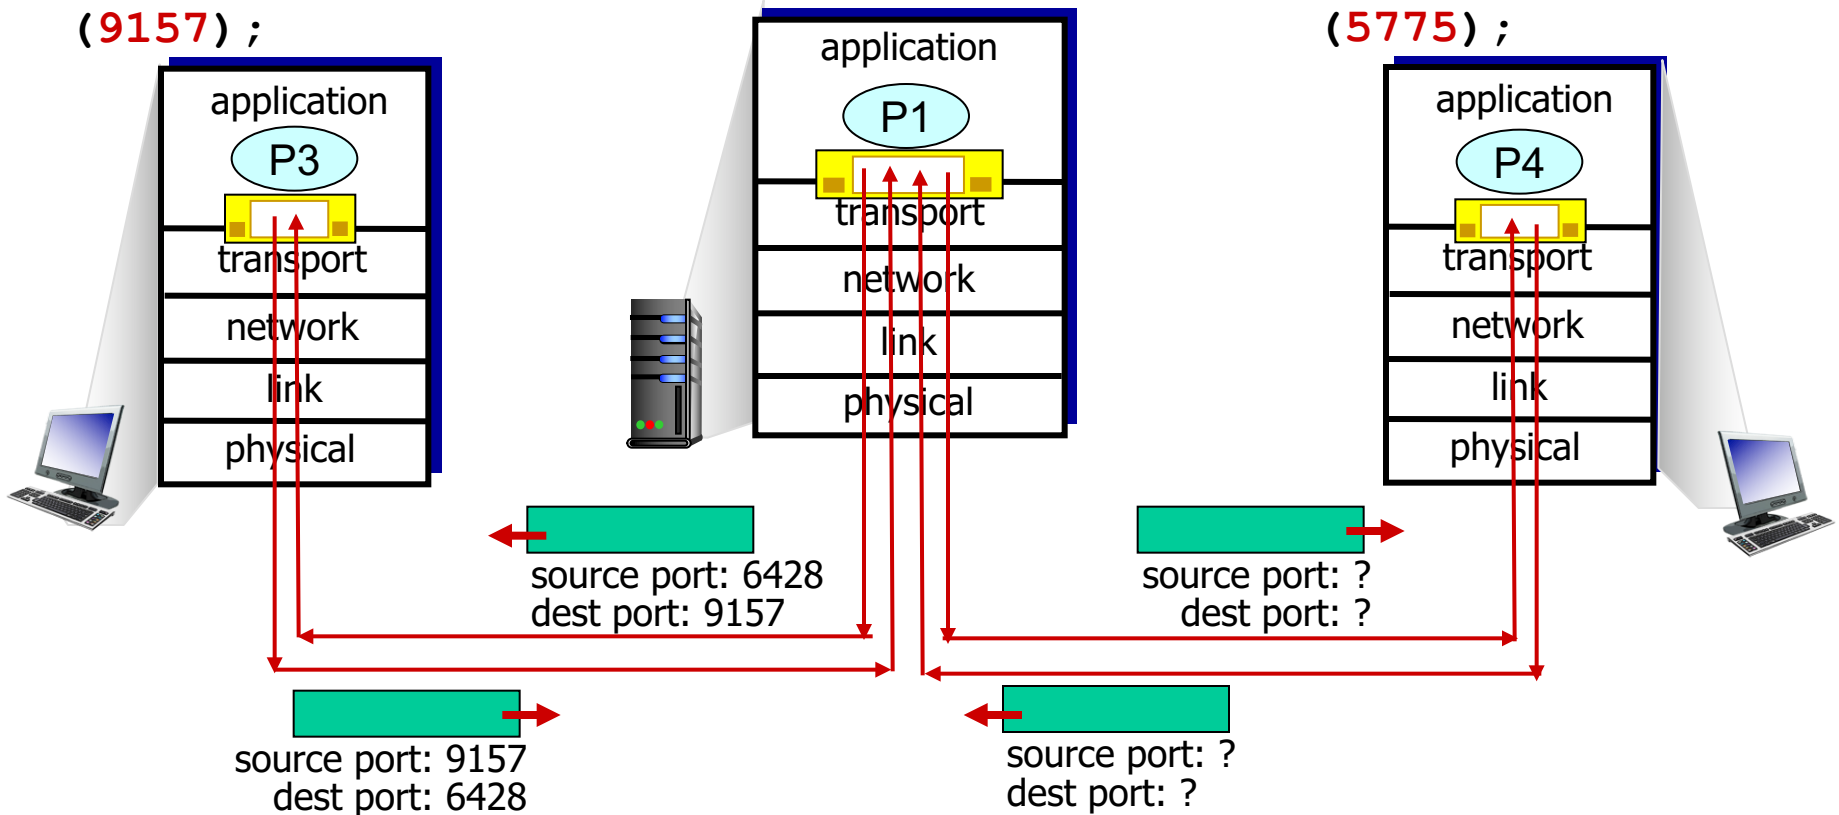 (9157);
application
P3
transport
network
link
physical
application
P1
transport
network
link
physical
(5775);
application
P4
transport
network
link
physical
source port: 6428
dest port: 9157
source port: ?
dest port: ?
source port: 9157
dest port: 6428
source port: ?
dest port: ?